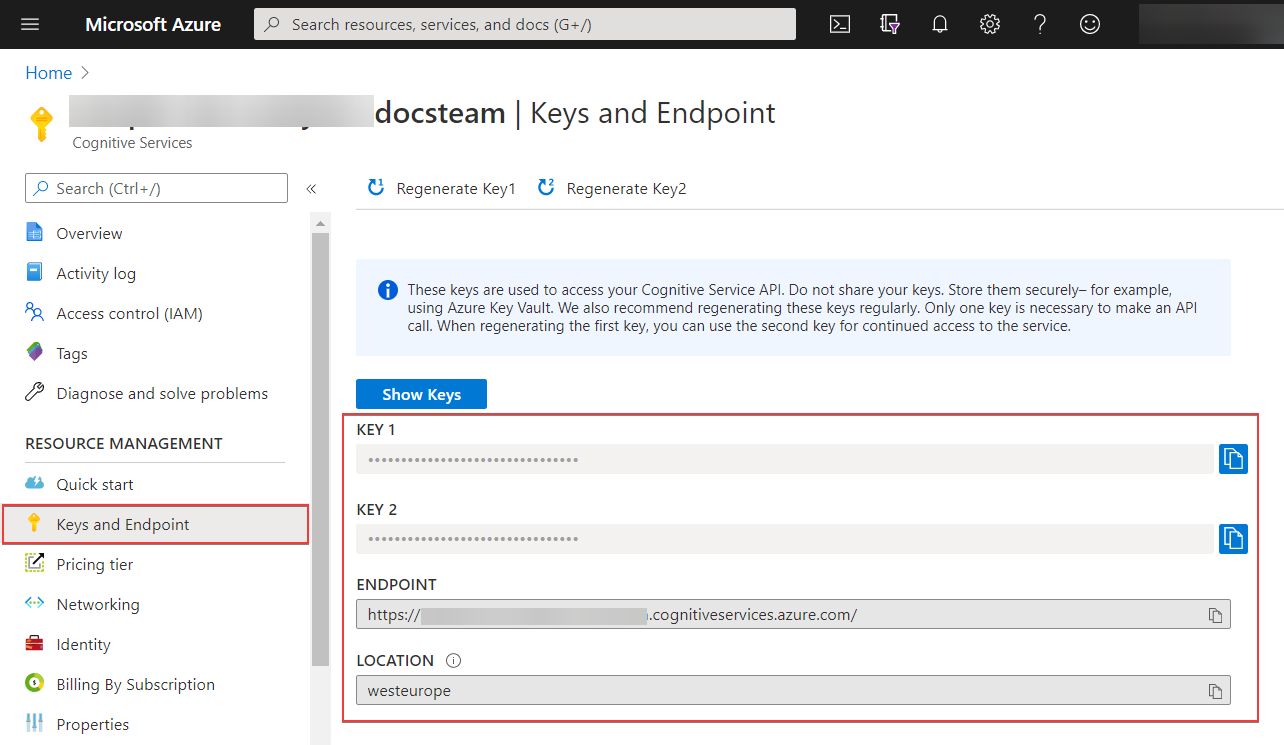 Microsoft Azure
Search resources, services, and docs (G+/)
Home
docsteam | Keys and Endpoint
Cognitive Services
Search (Ctrl+/)
«
Regenerate Key1
Regenerate Key2
Overview
Activity log
Access control (IAM)
Tags
Diagnose and solve problems
RESOURCE MANAGEMENT
Quick start
Keys and Endpoint
Pricing tier
Networking
Identity
Billing By Subscription
Properties
These keys are used to access your Cognitive Service API. Do not share your keys. Store them securely– for example,
using Azure Key Vault. We also recommend regenerating these keys regularly. Only one key is necessary to make an API
call. When regenerating the first key, you can use the second key for continued access to the service.
Show Keys
KEY 1
••••••••••••••••••••••••••••••••
KEY 2
••••••••••••••••••••••••••••••••
ENDPOINT
https:// .cognitiveservices.azure.com/
LOCATION
westeurope